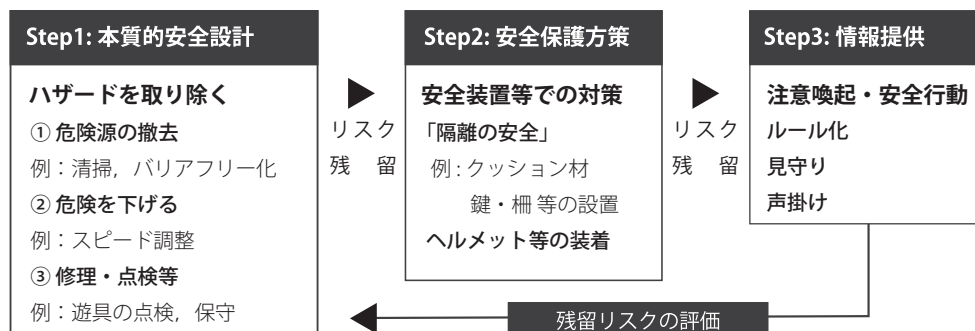 Step1: 本質的安全設計
ハザードを取り除く
① 危険源の撤去
例：清掃，バリアフリー化
② 危険を下げる
例：スピード調整
③ 修理・点検等
例：遊具の点検，保守
リスク
残 留
Step2: 安全保護方策
安全装置等での対策
「隔離の安全」
例 : クッション材
鍵・柵 等の設置
ヘルメット等の装着
リスク
残 留
Step3: 情報提供
注意喚起・安全行動
ルール化
見守り
声掛け
残留リスクの評価